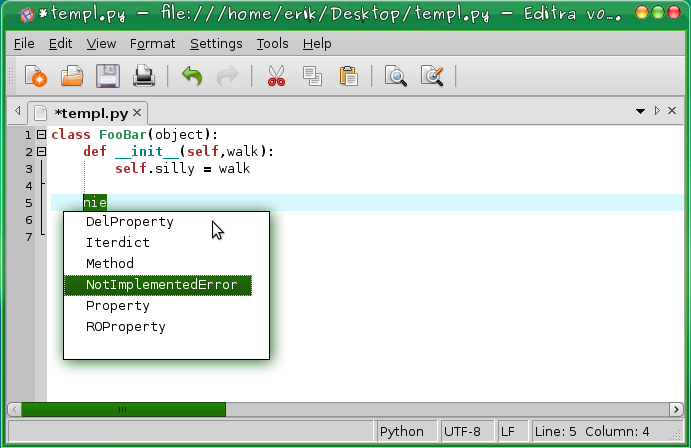 *templ.py - file:///home/erik/Desktop/templ.py - Editra v0...
File Edit View Format Settings Tools Help
*templ.py
1 class FooBar(object):
2 def __init__(self,walk):
3 self.silly = walk
4
5 nie
6
7
DelProperty
Iterdict
Method
NotImplementedError
Property
ROProperty
Python UTF-8 LF Line: 5 Column: 4